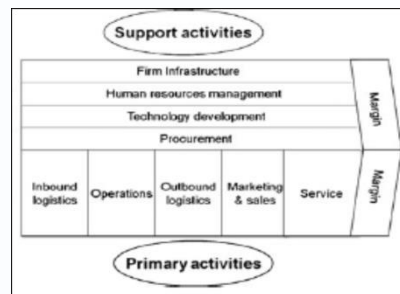 Support activities
Firm Infrastructure
Human resources management
Technology development
Procurement
Margin
Inbound
logistics
Operations
Outbound
logistics
Marketing
& sales
Service
Margin
Primary activities